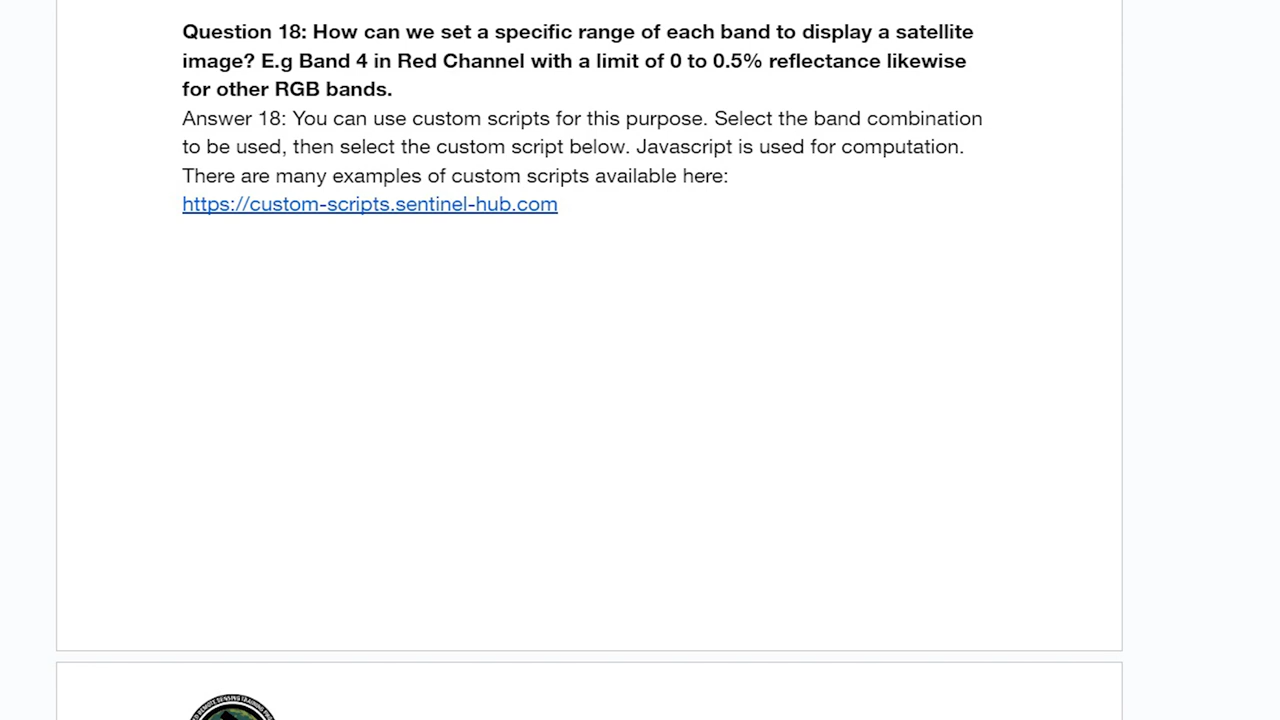 Question 18: How can we set a specific range of each band to display a satellite
image? E.g Band 4 in Red Channel with a limit of 0 to 0.5% reflectance likewise
for other RGB bands.
Answer 18: You can use custom scripts for this purpose. Select the band combination
to be used, then select the custom script below. Javascript is used for computation.
There are many examples of custom scripts available here:
https://custom-scripts.sentinel-hub.com